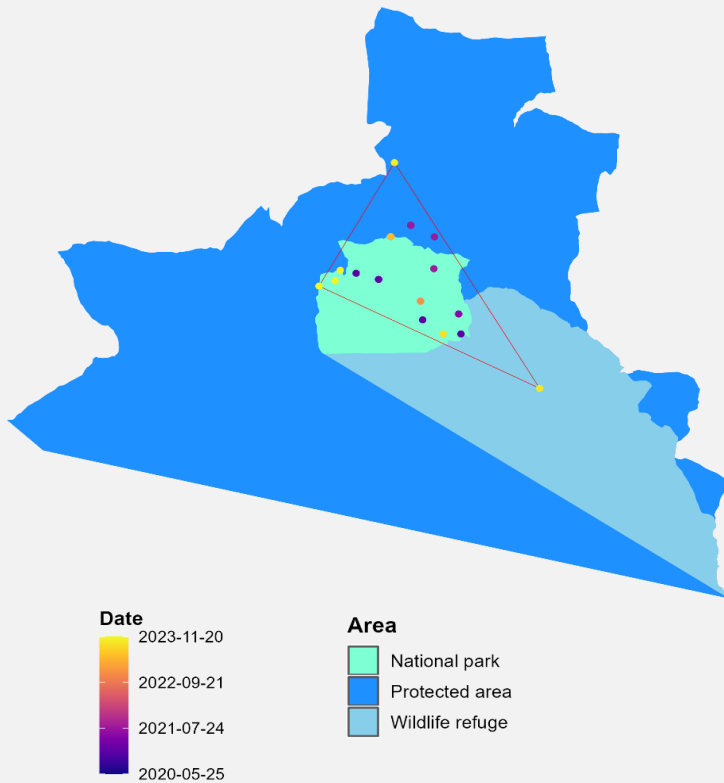 Date
2023-11-20
2022-09-21
2021-07-24
2020-05-25
Area
National park
Protected area
Wildlife refuge